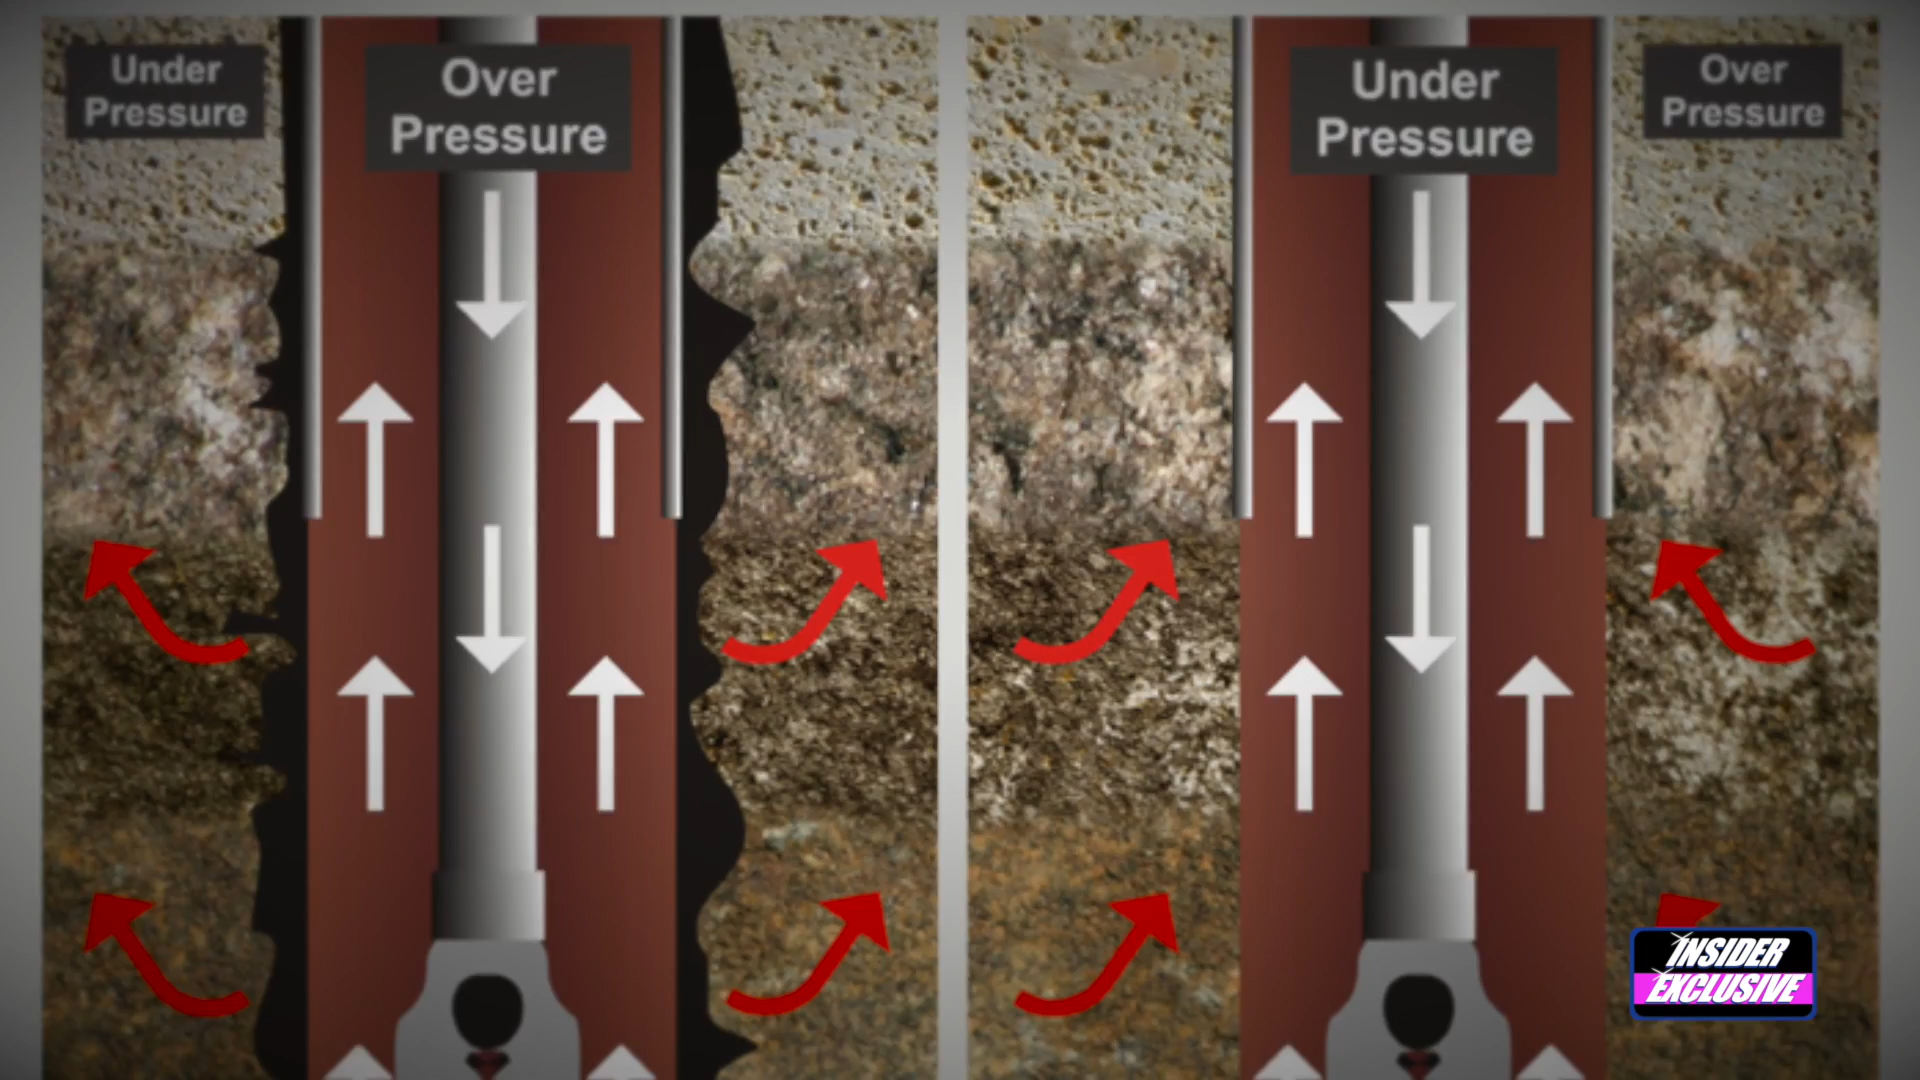 Under
Pressure
Over
Pressure
Under
Pressure
Over
Pressure
INSIDER
EXCLUSIVE